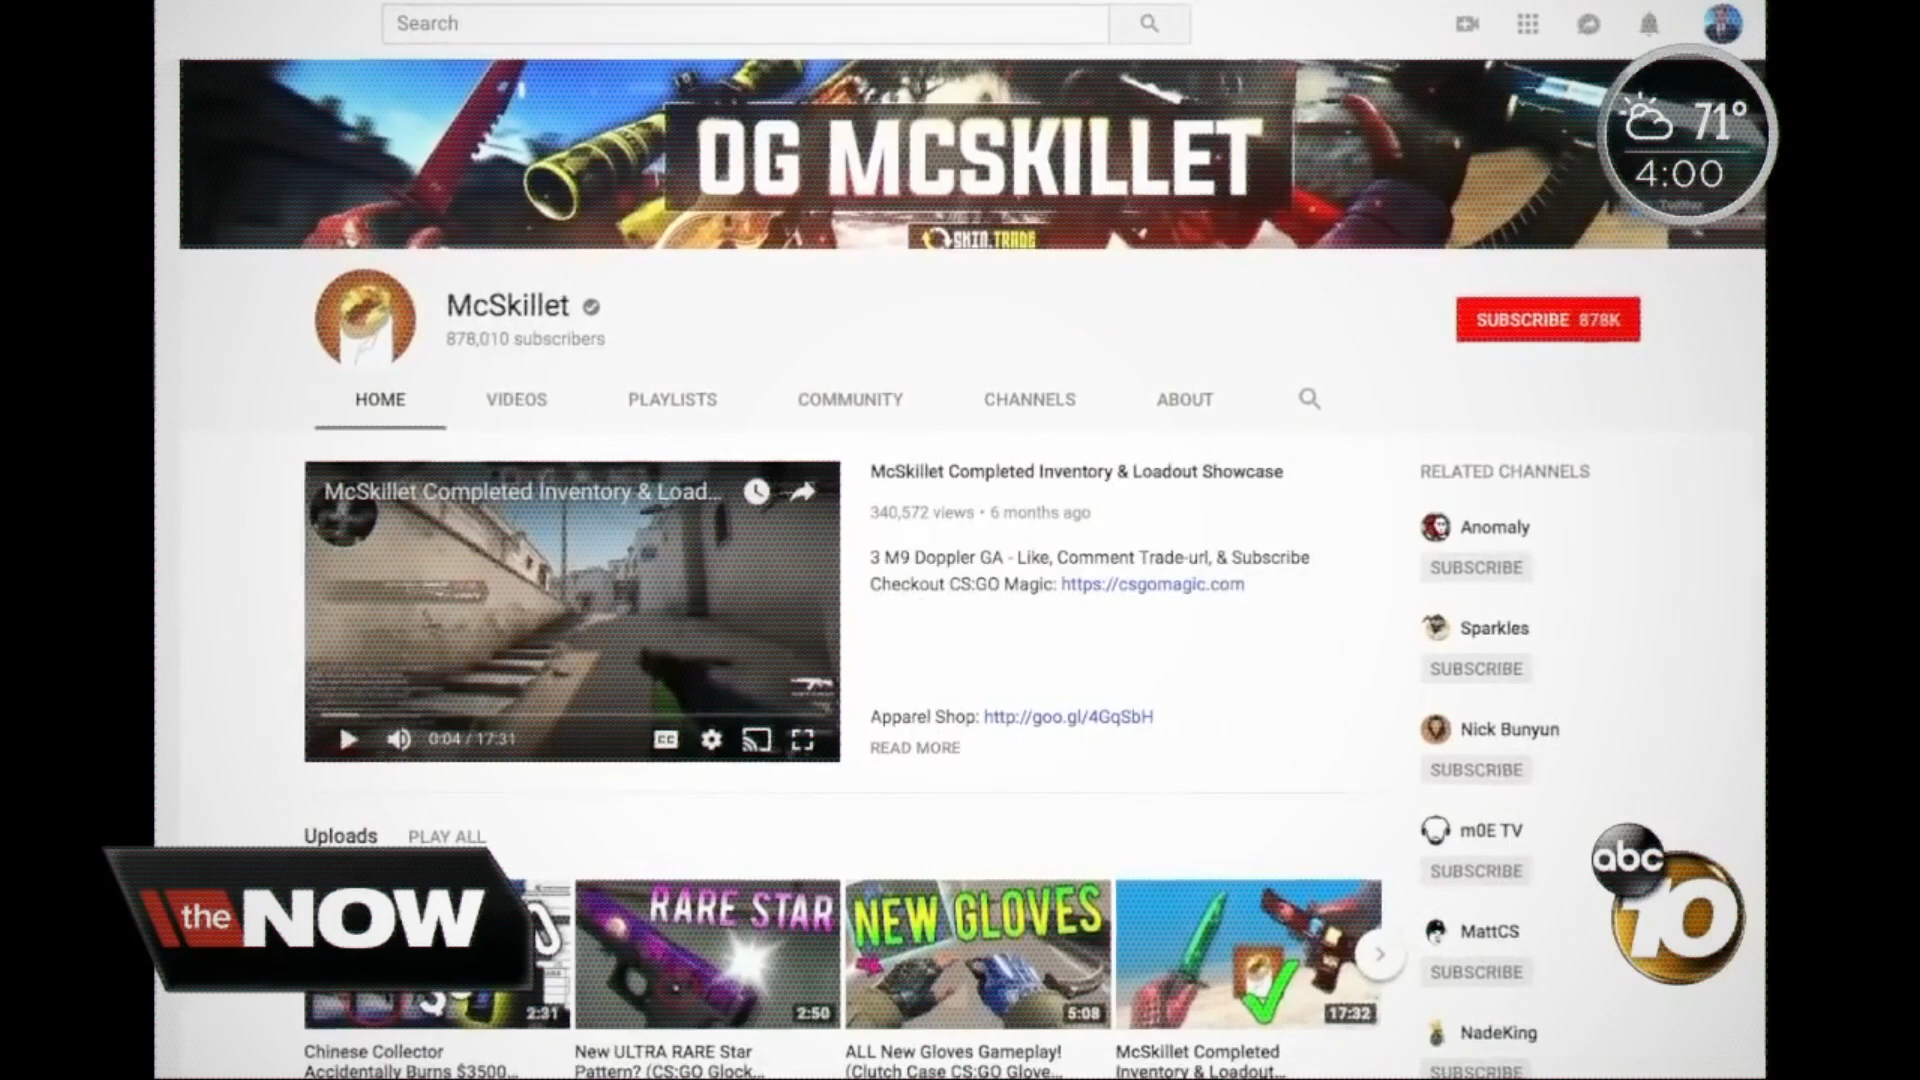 Search
OG MCSKILLET
SKIN.TRADE
71°
4:00
Twitter
McSkillet
878,010 subscribers
SUBSCRIBE 878K
HOME
VIDEOS
PLAYLISTS
COMMUNITY
CHANNELS
ABOUT
McSkillet Completed Inventory & Load...
0:04 / 17:31
CC
McSkillet Completed Inventory & Loadout Showcase
340,572 views • 6 months ago
3 M9 Doppler GA - Like, Comment Trade-url, & Subscribe
Checkout CS:GO Magic: https://csgomagic.com
Apparel Shop: http://goo.gl/4GqSbH
READ MORE
RELATED CHANNELS
Anomaly
SUBSCRIBE
Sparkles
SUBSCRIBE
Nick Bunyun
SUBSCRIBE
m0E TV
SUBSCRIBE
MattCS
SUBSCRIBE
NadeKing
SUBSCRIBE
Uploads PLAY ALL
the NOW
2:31
RARE STAR
2:50
NEW GLOVES
5:08
17:32
abc
10
Chinese Collector
Accidentally Burns $3500...
New ULTRA RARE Star
Pattern? (CS:GO Glock...
ALL New Gloves Gameplay!
(Clutch Case CS:GO Glove...
McSkillet Completed
Inventory & Loadout...